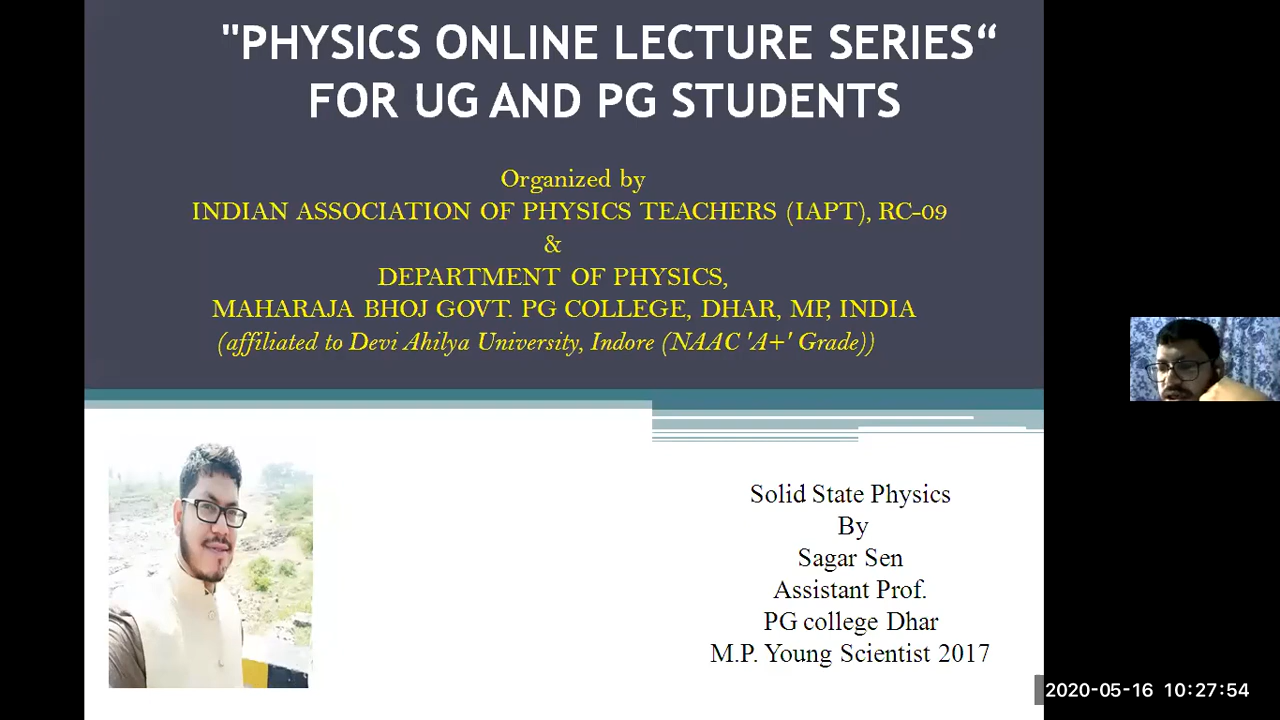 "PHYSICS ONLINE LECTURE SERIES“
FOR UG AND PG STUDENTS
Organized by
INDIAN ASSOCIATION OF PHYSICS TEACHERS (IAPT), RC-09
&
DEPARTMENT OF PHYSICS,
MAHARAJA BHOJ GOVT. PG COLLEGE, DHAR, MP, INDIA
(affiliated to Devi Ahilya University, Indore (NAAC 'A+' Grade))
Solid State Physics
By
Sagar Sen
Assistant Prof.
PG college Dhar
M.P. Young Scientist 2017
2020-05-16 10:27:54